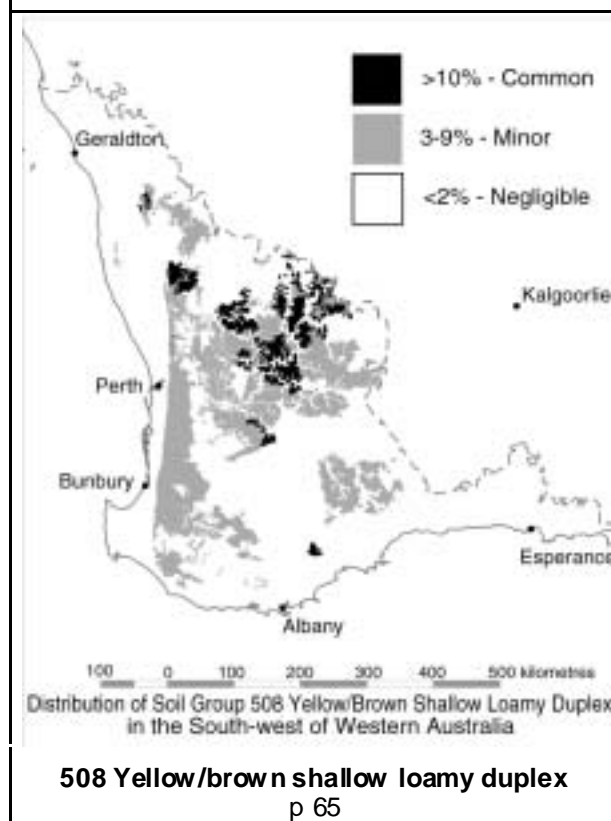 >10% - Common
3-9% - Minor
<2% - Negligible
Geraldton
Kalgoorlie
Perth
Bunbury
Esperance
Albany
100 0 100 200 300 400 500 kilometres
Distribution of Soil Group 508 Yellow/Brown Shallow Loamy Duplex
in the South-west of Western Australia
508 Yellow/brown shallow loamy duplex
p 65